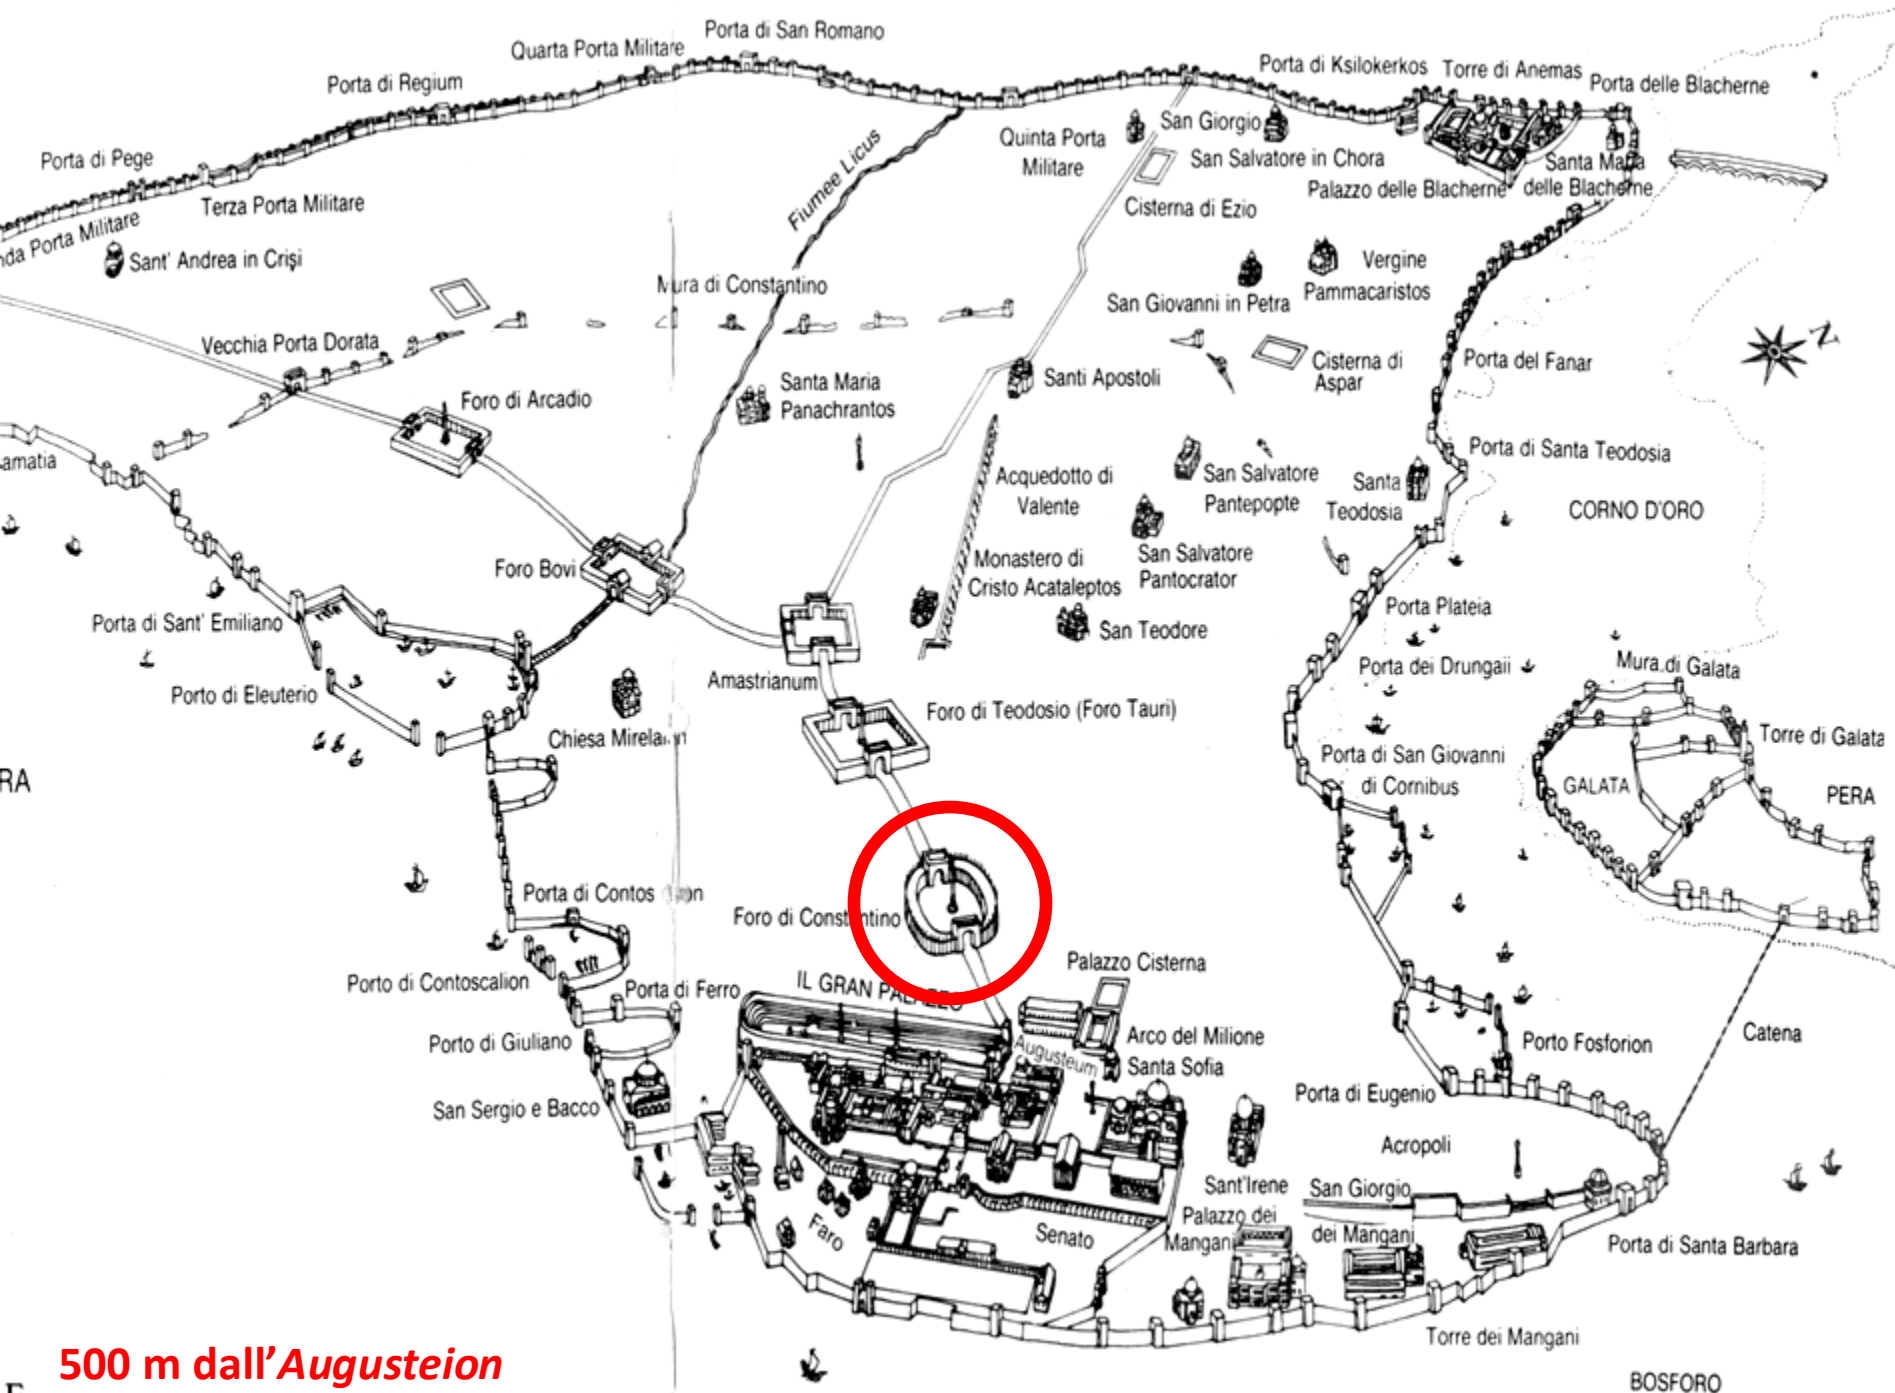 Porta di San Romano
Quarta Porta Militare
Porta di Regium
Porta di Ksilokerkos
Torre di Anemas
Porta delle Blacherne
Porta di Pege
Terza Porta Militare
Porta Militare
Sant' Andrea in Crişi
Fiumee Licus
Quinta Porta
Militare
San Giorgio
San Salvatore in Chora
Palazzo delle Blacherne
Santa Maria
delle Blacherne
Cisterna di Ezio
Mura di Constantino
Vergine
Pammacaristos
San Giovanni in Petra
N
Vecchia Porta Dorata
Cisterna di
Aspar
Porta del Fanar
Foro di Arcadio
Santa Maria
Panachrantos
Santi Apostoli
Porta di Santa Teodosia
Acquedotto di
Valente
San Salvatore
Pantepopte
Santa
Teodosia
CORNO D'ORO
Foro Bovi
Monastero di
Cristo Acataleptos
San Salvatore
Pantocrator
Porta di Sant' Emiliano
San Teodore
Porta Plateia
Porto di Eleuterio
Amastrianum
Porta dei Drungaii
Mura di Galata
Foro di Teodosio (Foro Tauri)
Chiesa
Torre di Galata
Porta di San Giovanni
di Cornibus
GALATA
PERA
Porta di
Foro di Constantino
Porto di Contoscalion
Porta di Ferro
IL GRAN PALAZZO
Palazzo Cisterna
Porto di Giuliano
Augusteum
Arco del Milione
Santa Sofia
Porto Fosforion
Catena
San Sergio e Bacco
Porta di Eugenio
Acropoli
Sant'Irene
San Giorgio
dei Mangani
Palazzo dei
Mangani
Faro
Senato
Porta di Santa Barbara
Torre dei Mangani
500 m dall'Augusteion
BOSFORO